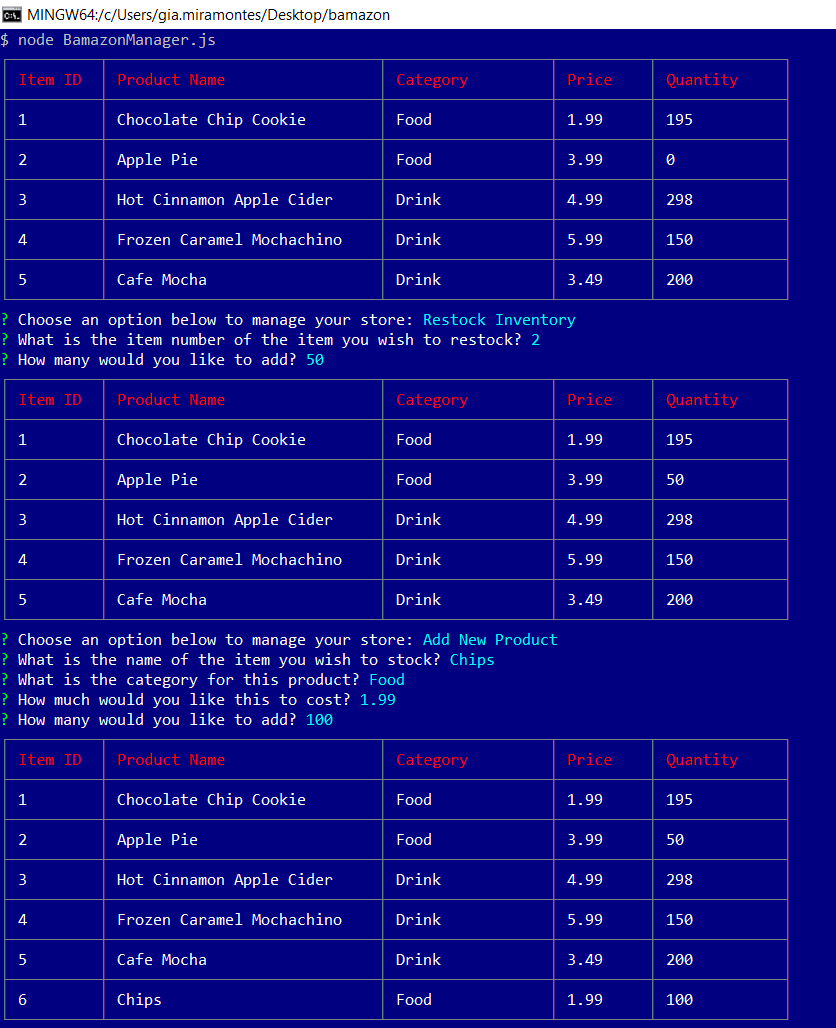 MINGW64:/c/Users/gia.miramontes/Desktop/bamazon
$ node BamazonManager.js
Item ID Product Name Category Price Quantity
1 Chocolate Chip Cookie Food 1.99 195
2 Apple Pie Food 3.99 0
3 Hot Cinnamon Apple Cider Drink 4.99 298
4 Frozen Caramel Mochachino Drink 5.99 150
5 Cafe Mocha Drink 3.49 200
? Choose an option below to manage your store: Restock Inventory
? What is the item number of the item you wish to restock? 2
? How many would you like to add? 50
Item ID Product Name Category Price Quantity
1 Chocolate Chip Cookie Food 1.99 195
2 Apple Pie Food 3.99 50
3 Hot Cinnamon Apple Cider Drink 4.99 298
4 Frozen Caramel Mochachino Drink 5.99 150
5 Cafe Mocha Drink 3.49 200
? Choose an option below to manage your store: Add New Product
? What is the name of the item you wish to stock? Chips
? What is the category for this product? Food
? How much would you like this to cost? 1.99
? How many would you like to add? 100
Item ID Product Name Category Price Quantity
1 Chocolate Chip Cookie Food 1.99 195
2 Apple Pie Food 3.99 50
3 Hot Cinnamon Apple Cider Drink 4.99 298
4 Frozen Caramel Mochachino Drink 5.99 150
5 Cafe Mocha Drink 3.49 200
6 Chips Food 1.99 100